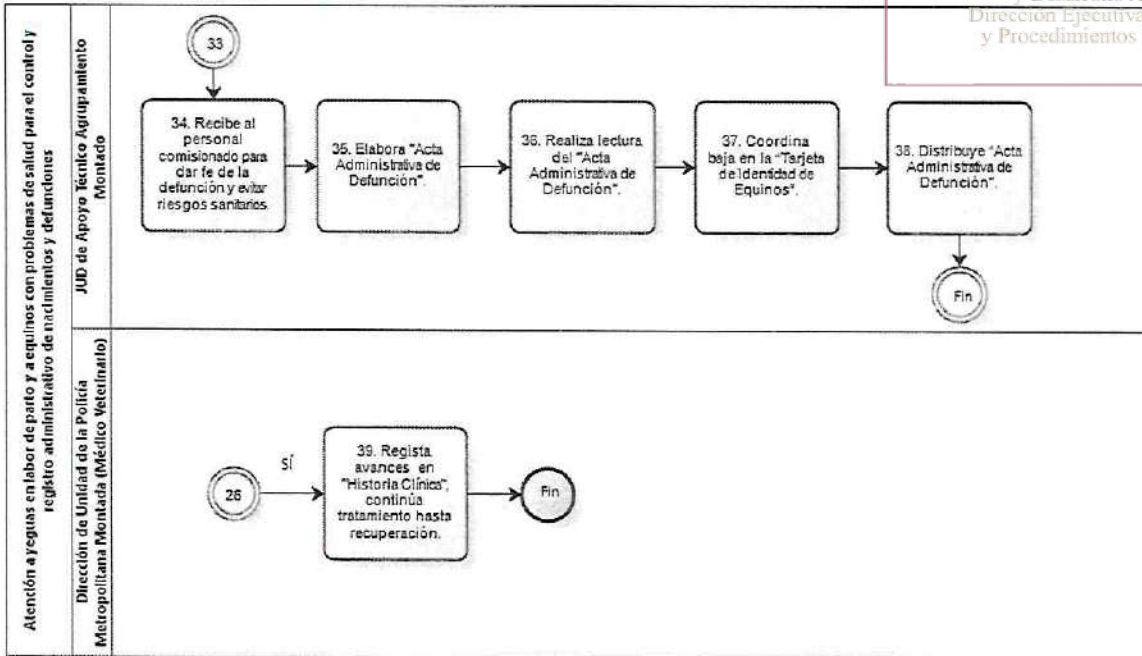 Dirección Ejecutiva
y Procedimientos
Atención a yeguas en labor de parto y a equinos con problemas de salud para el control y
registro administrativo de nacimientos y defunciones
JUD de Apoyo Técnico Agrupamiento
Montado
33
34. Recibe al
personal
comisionado para
dar fe de la
defunción y evitar
riesgos sanitarios.
35. Elabora "Acta
Administrativa de
Defunción".
36. Realiza lectura
del "Acta
Administrativa de
Defunción".
37. Coordina
baja en la "Tarjeta
de Identidad de
Equinos".
38. Distribuye "Acta
Administrativa de
Defunción".
Fin
Dirección de Unidad de la Policía
Metropolitana Montada (Médico Veterinario)
26
SÍ
39. Regista
avances en
"Historia Clínica",
continúa
tratamiento hasta
recuperación.
Fin